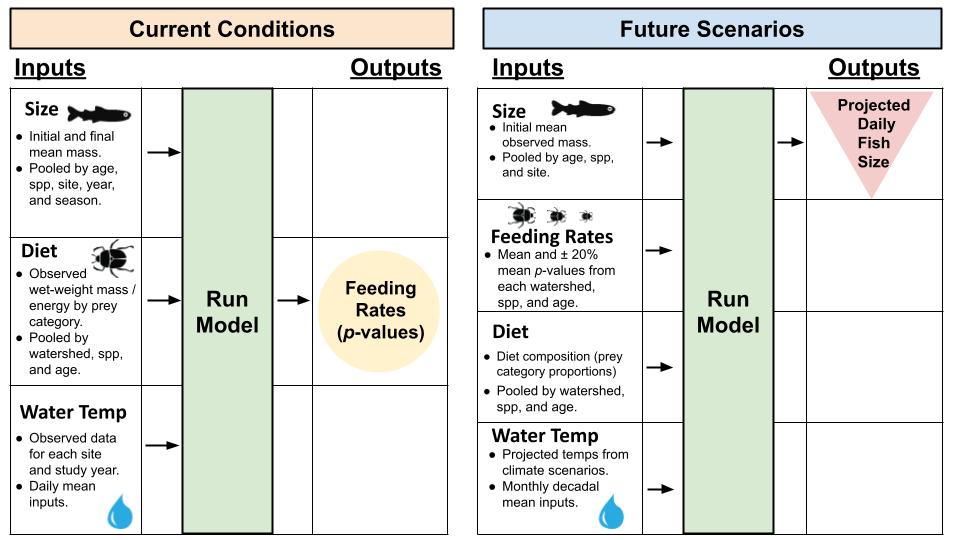 Current Conditions
Inputs
Outputs
Size
● Initial and final
mean mass.
● Pooled by age,
spp, site, year,
and season.
Diet
● Observed
wet-weight mass /
energy by prey
category.
● Pooled by
watershed, spp,
and age.
Water Temp
● Observed data
for each site
and study year.
● Daily mean
inputs.
Run
Model
Feeding
Rates
(p-values)
Future Scenarios
Inputs
Outputs
Size
● Initial mean
observed mass.
● Pooled by age, spp,
and site.
Feeding Rates
● Mean and ± 20%
mean p-values from
each watershed,
spp, and age.
Diet
● Diet composition (prey
category proportions)
● Pooled by watershed,
spp, and age.
Water Temp
● Projected temps from
climate scenarios.
● Monthly decadal
mean inputs.
Run
Model
Projected
Daily
Fish
Size